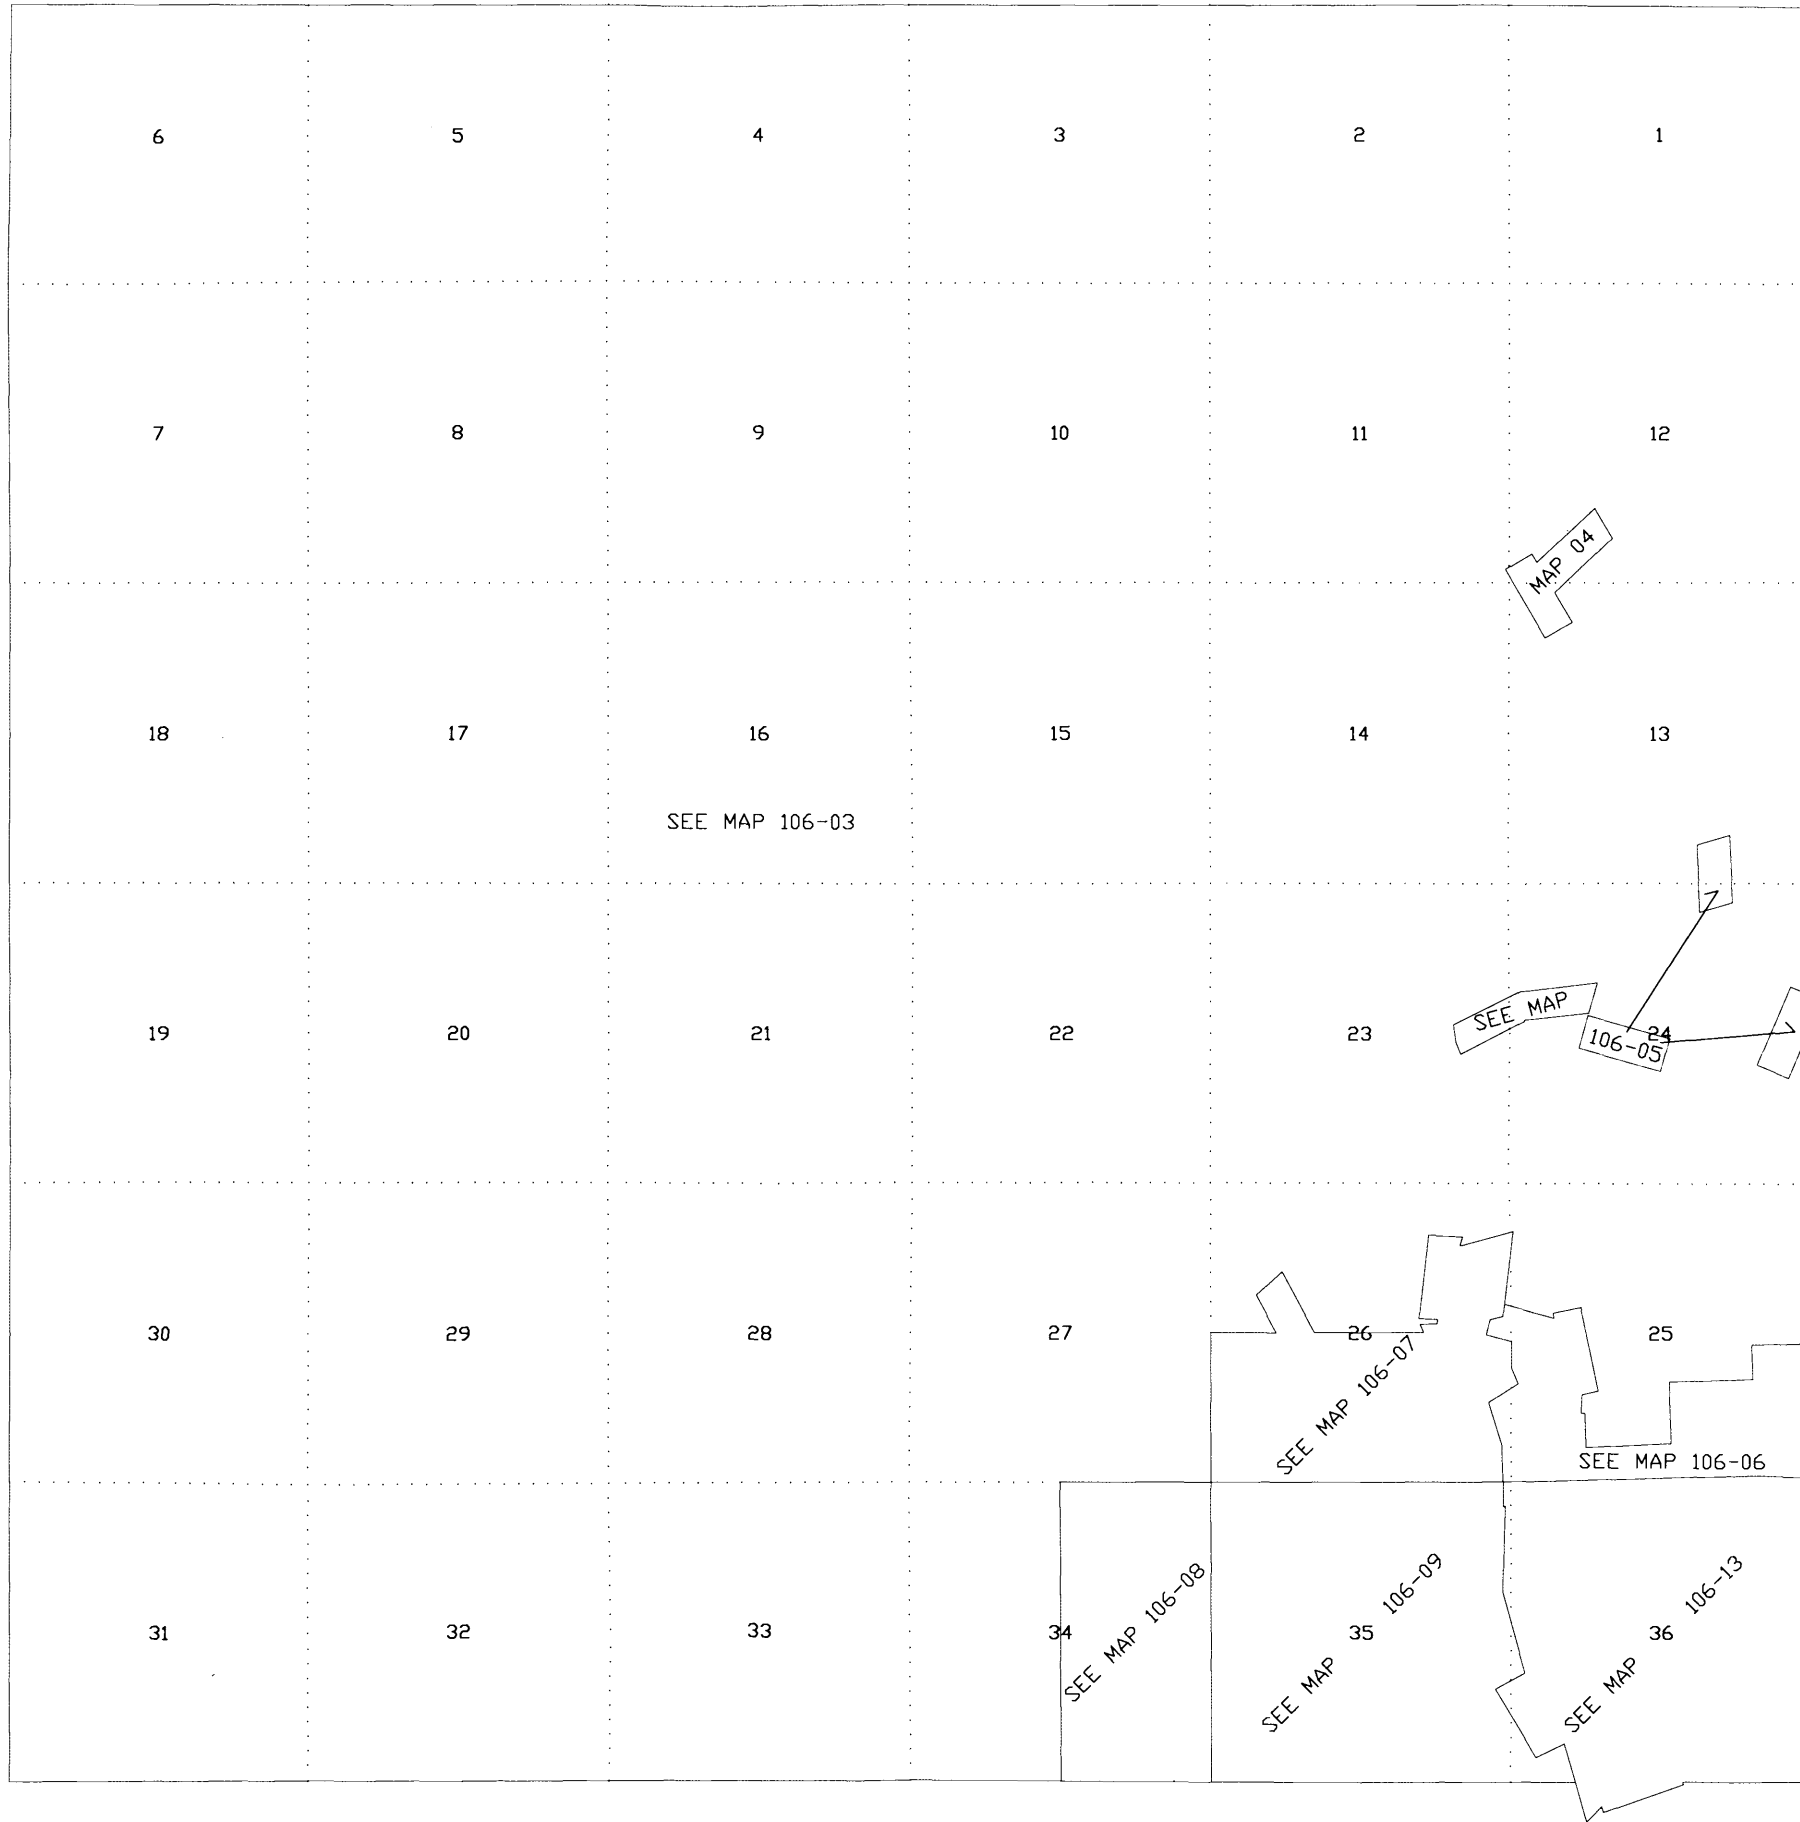 6 5 4 3 2 1
7 8 9 10 11 12
MAP 04
18 17 16 15 14 13
SEE MAP 106-03
SEE MAP
19 20 21 22 23 24
106-05
30 29 28 27 26 25
SEE MAP 106-07
SEE MAP 106-06
31 32 33 34 35 36
SEE MAP 106-08
SEE MAP 106-09
SEE MAP 106-13